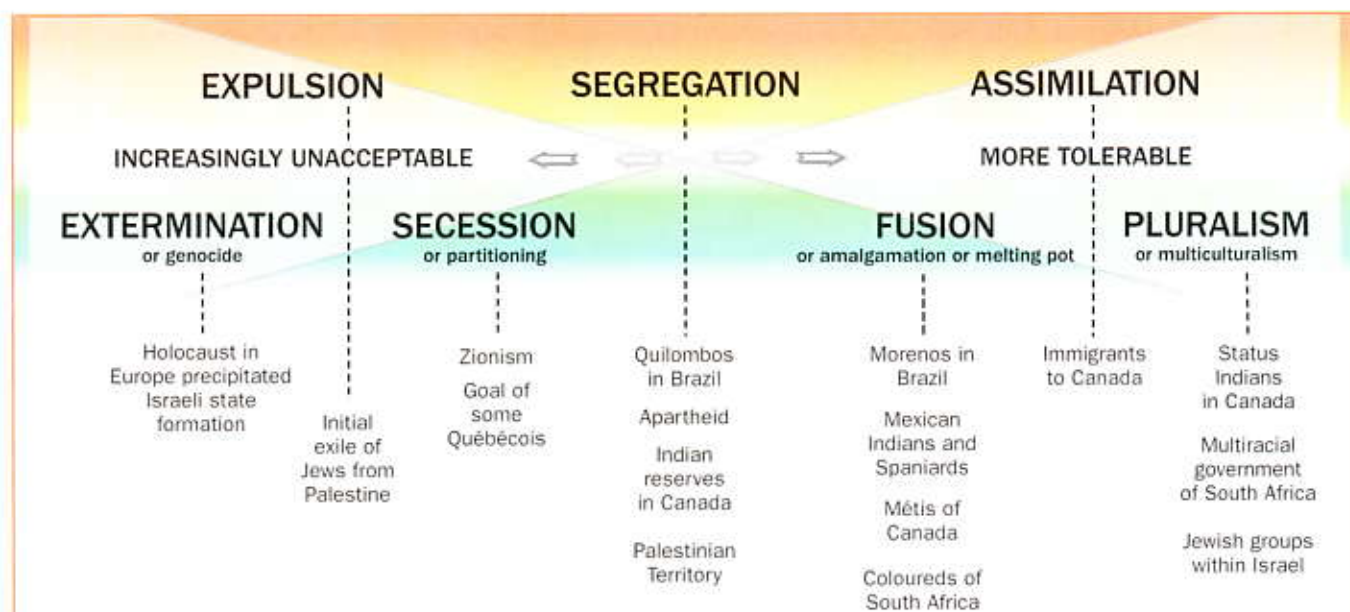 EXPULSION
SEGREGATION
ASSIMILATION
INCREASINGLY UNACCEPTABLE
MORE TOLERABLE
EXTERMINATION
or genocide
SECESSION
or partitioning
FUSION
or amalgamation or melting pot
PLURALISM
or multiculturalism
Holocaust in
Europe precipitated
Israeli state
formation
Initial
exile of
Jews from
Palestine
Zionism
Goal of
some
Québécois
Quilombos
in Brazil
Apartheid
Indian
reserves
in Canada
Palestinian
Territory
Morenos in
Brazil
Mexican
Indians and
Spaniards
Métis of
Canada
Coloureds of
South Africa
Immigrants
to Canada
Status
Indians
in Canada
Multiracial
government
of South Africa
Jewish groups
within Israel